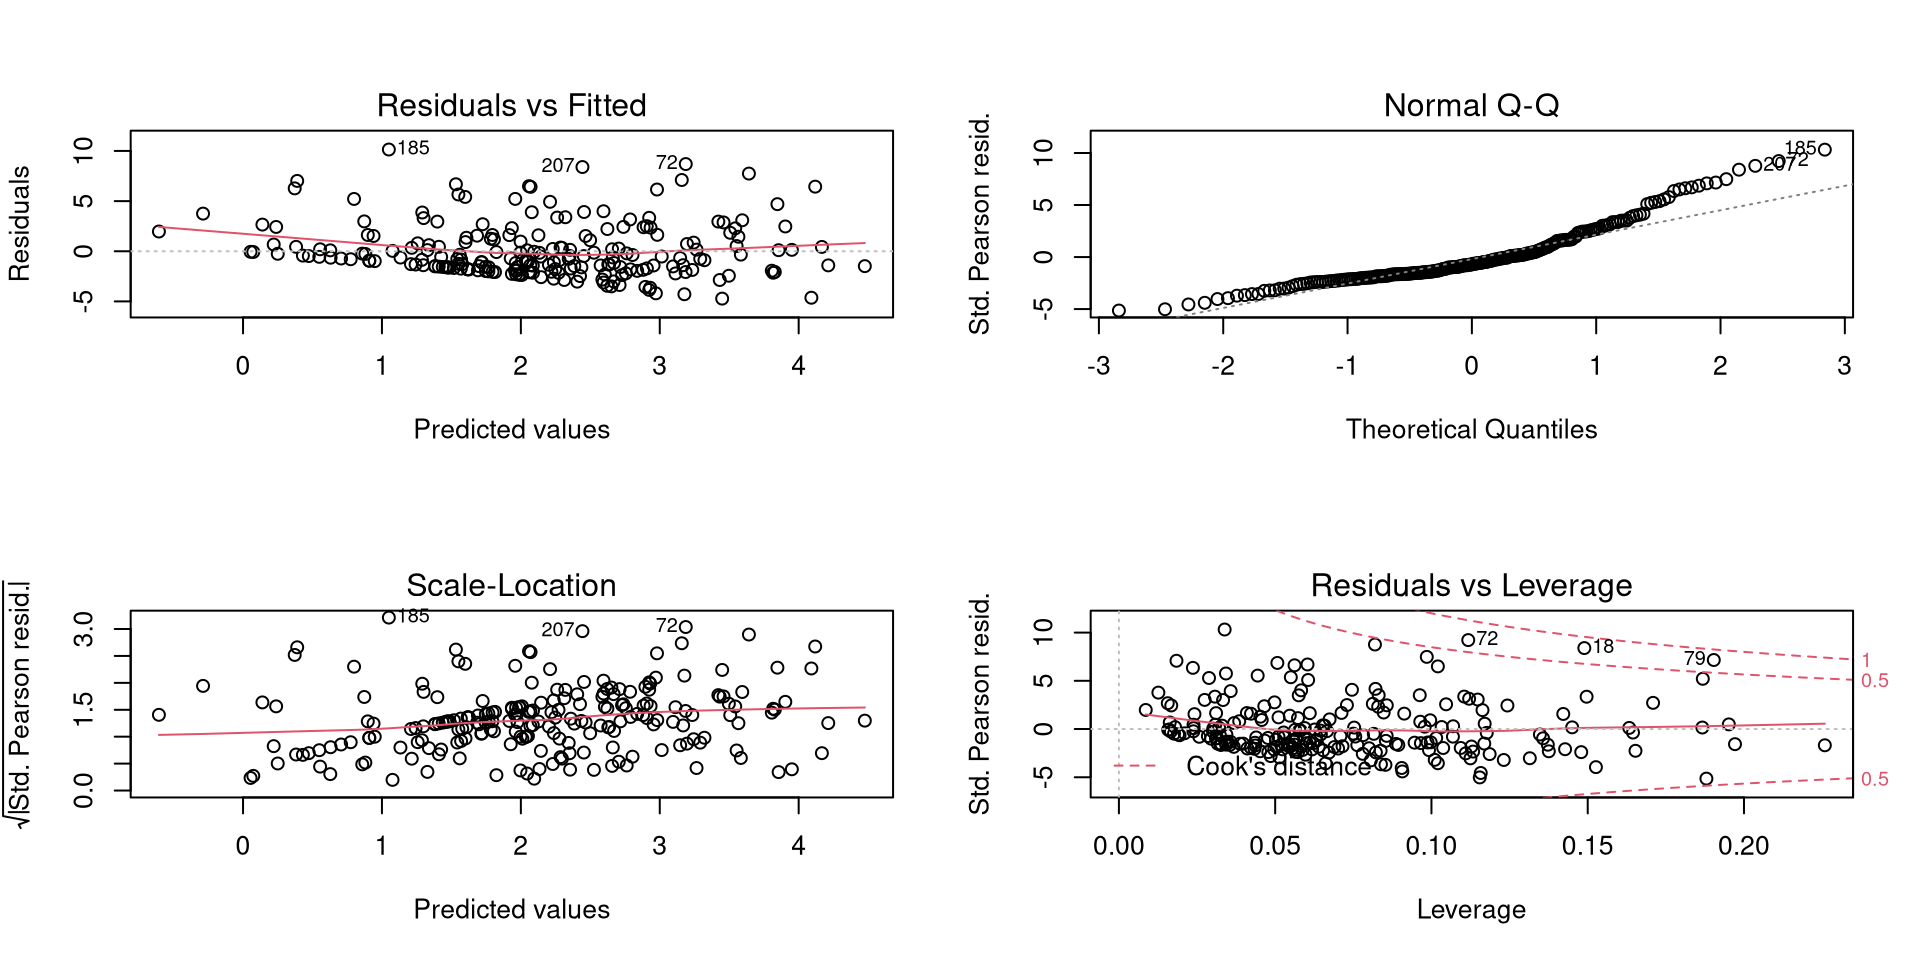 Residuals vs Fitted
Residuals
10
5
0
-5
185
207
72
0 1 2 3 4
Predicted values
Normal Q-Q
Std. Pearson resid.
10
5
0
-5
185
207
72
-3 -2 -1 0 1 2 3
Theoretical Quantiles
Scale-Location
√|Std. Pearson resid.|
3.0
1.5
0.0
185
207
72
0 1 2 3 4
Predicted values
Residuals vs Leverage
Std. Pearson resid.
10
5
0
-5
72
18
79
1
0.5
0.5
Cook's distance
0.00 0.05 0.10 0.15 0.20
Leverage